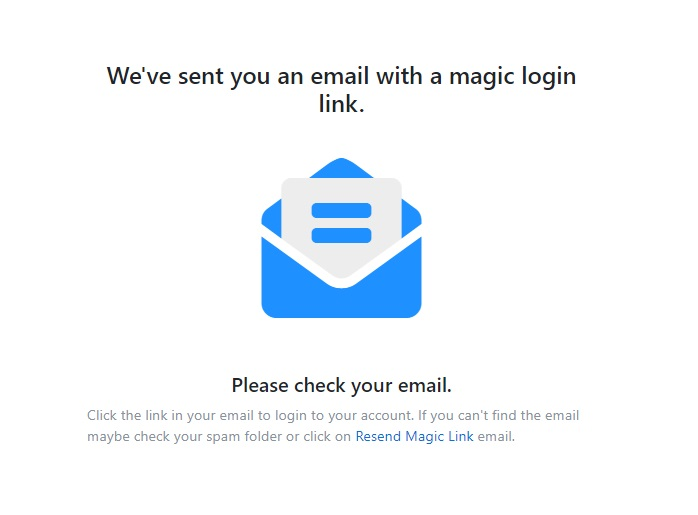 We've sent you an email with a magic login
link.
Please check your email.
Click the link in your email to login to your account. If you can't find the email
maybe check your spam folder or click on Resend Magic Link email.